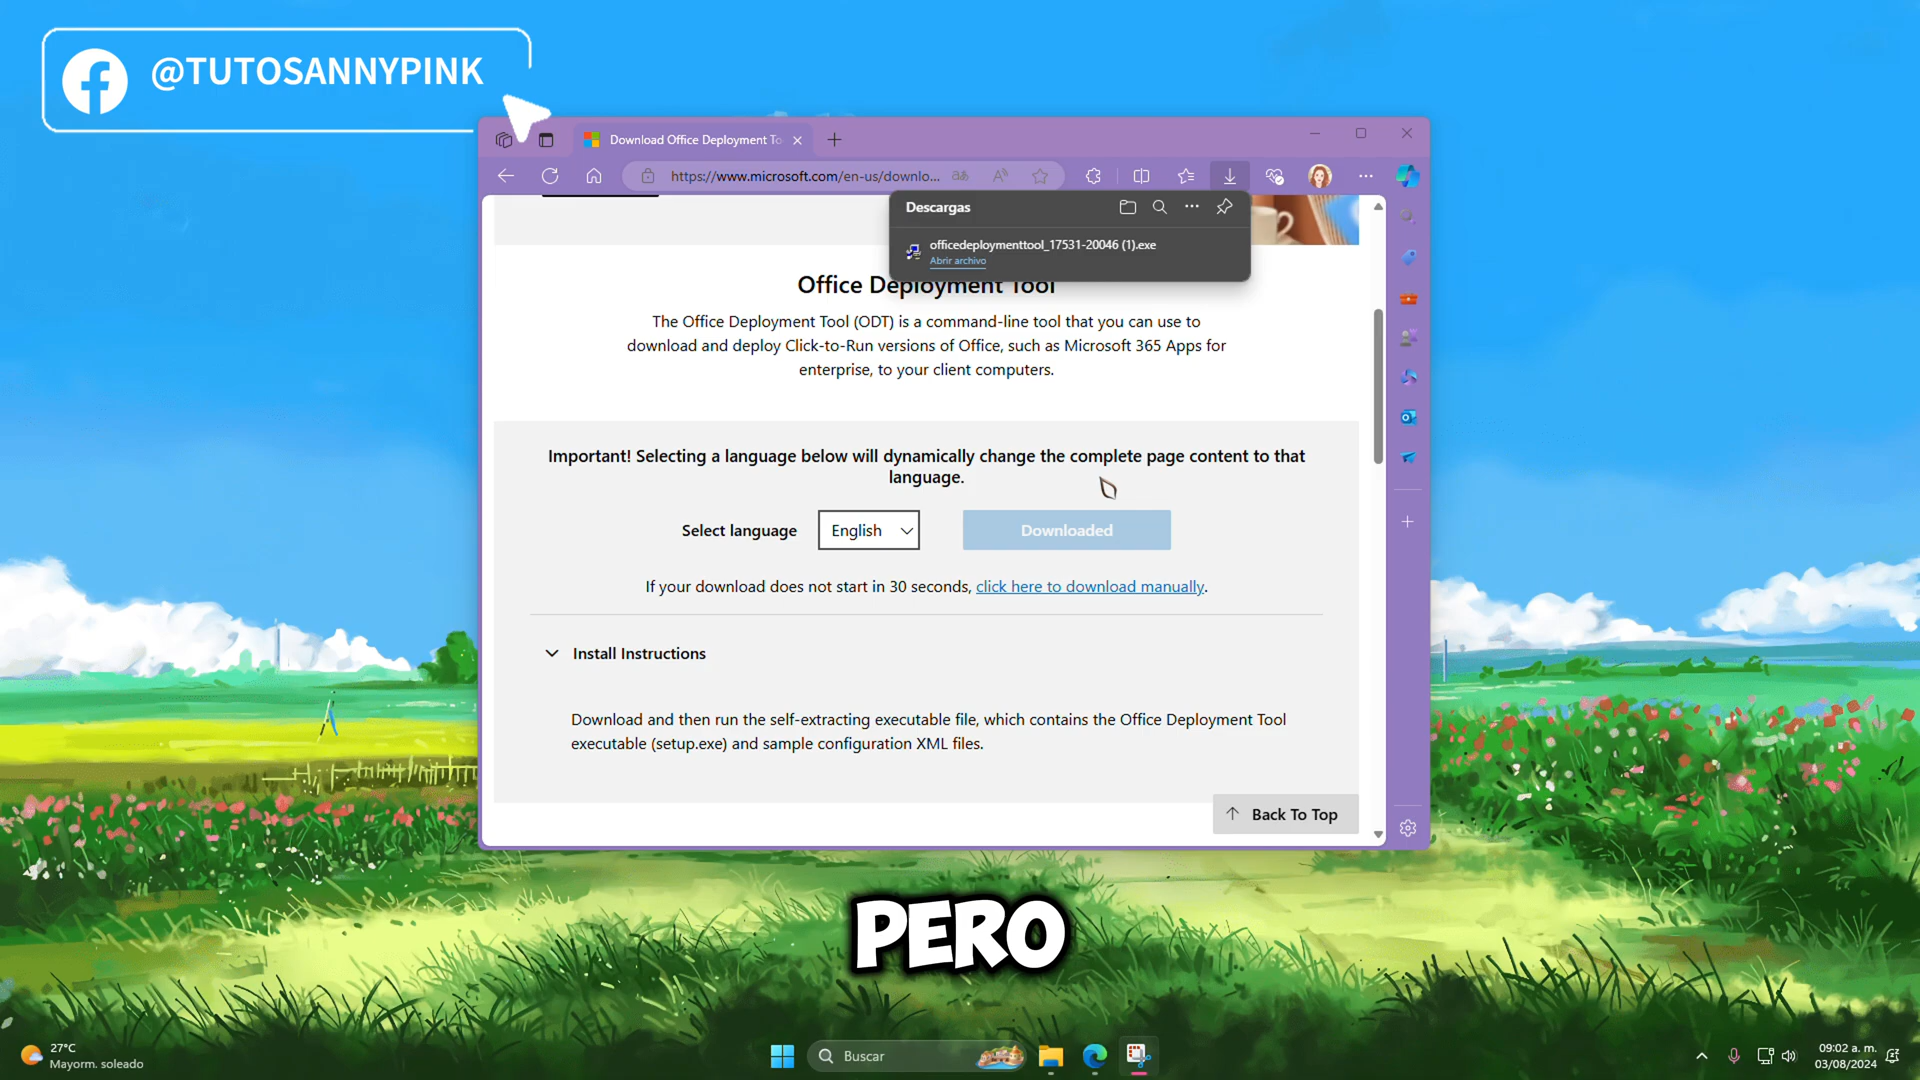 @TUTOSANNYPINK
Download Office Deployment To
https://www.microsoft.com/en-us/downlo...
Descargas
officedeploymenttool_17531-20046 (1).exe
Abrir archivo
Office Deployment Tool
The Office Deployment Tool (ODT) is a command-line tool that you can use to
download and deploy Click-to-Run versions of Office, such as Microsoft 365 Apps for
enterprise, to your client computers.
Important! Selecting a language below will dynamically change the complete page content to that
language.
Select language
English
Downloaded
If your download does not start in 30 seconds, click here to download manually.
Install Instructions
Download and then run the self-extracting executable file, which contains the Office Deployment Tool
executable (setup.exe) and sample configuration XML files.
Back To Top
PERO
27°C
Mayorm. soleado
Buscar
09:02 a. m.
03/08/2024